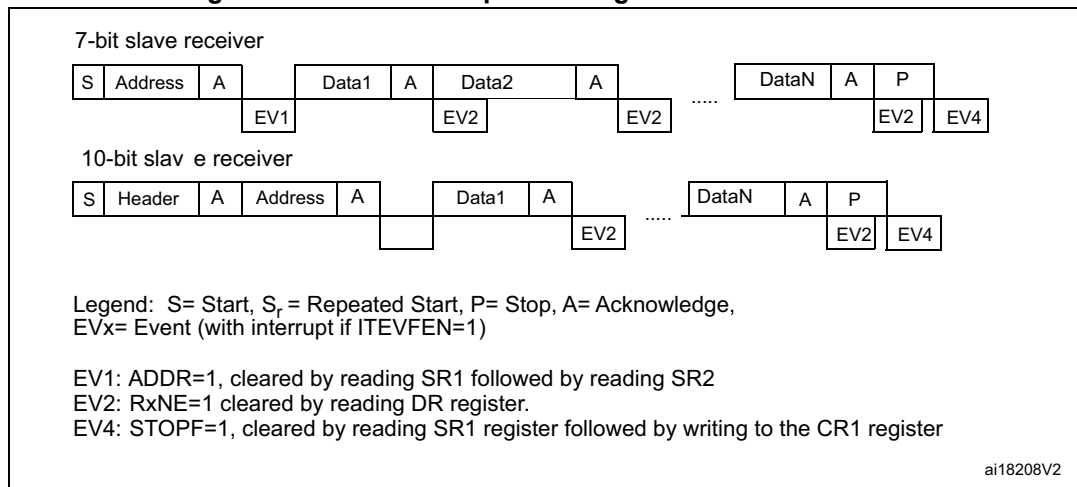 7-bit slave receiver
S Address A Data1 A Data2 A ..... DataN A P
EV1 EV2 EV2 EV2 EV4
10-bit slav e receiver
S Header A Address A Data1 A ..... DataN A P
EV2 EV2 EV4
Legend: S= Start, Sr = Repeated Start, P= Stop, A= Acknowledge,
EVx= Event (with interrupt if ITEVFEN=1)
EV1: ADDR=1, cleared by reading SR1 followed by reading SR2
EV2: RxNE=1 cleared by reading DR register.
EV4: STOPF=1, cleared by reading SR1 register followed by writing to the CR1 register
ai18208V2